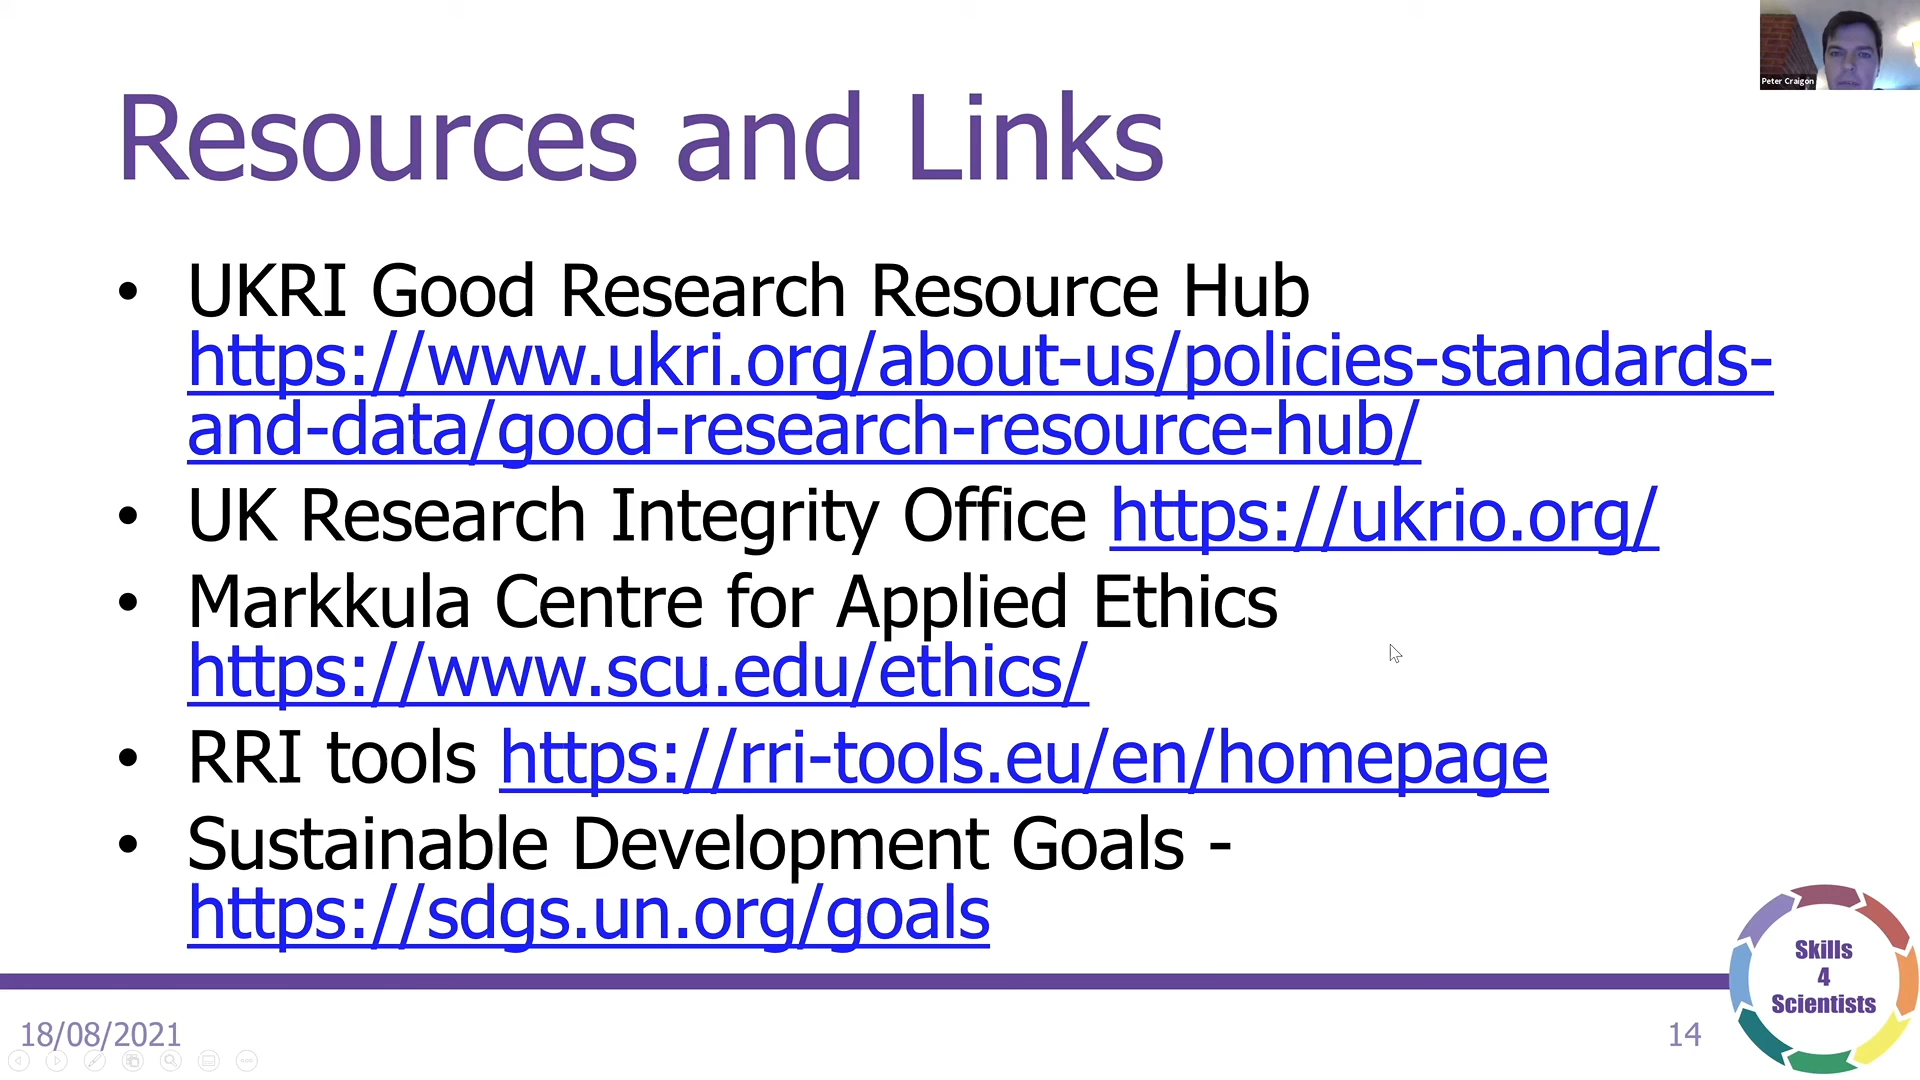 Peter Craigon
Resources and Links
• UKRI Good Research Resource Hub
https://www.ukri.org/about-us/policies-standards-
and-data/good-research-resource-hub/
• UK Research Integrity Office https://ukrio.org/
• Markkula Centre for Applied Ethics
https://www.scu.edu/ethics/
• RRI tools https://rri-tools.eu/en/homepage
• Sustainable Development Goals -
https://sdgs.un.org/goals
Skills
4
Scientists
18/08/2021
14